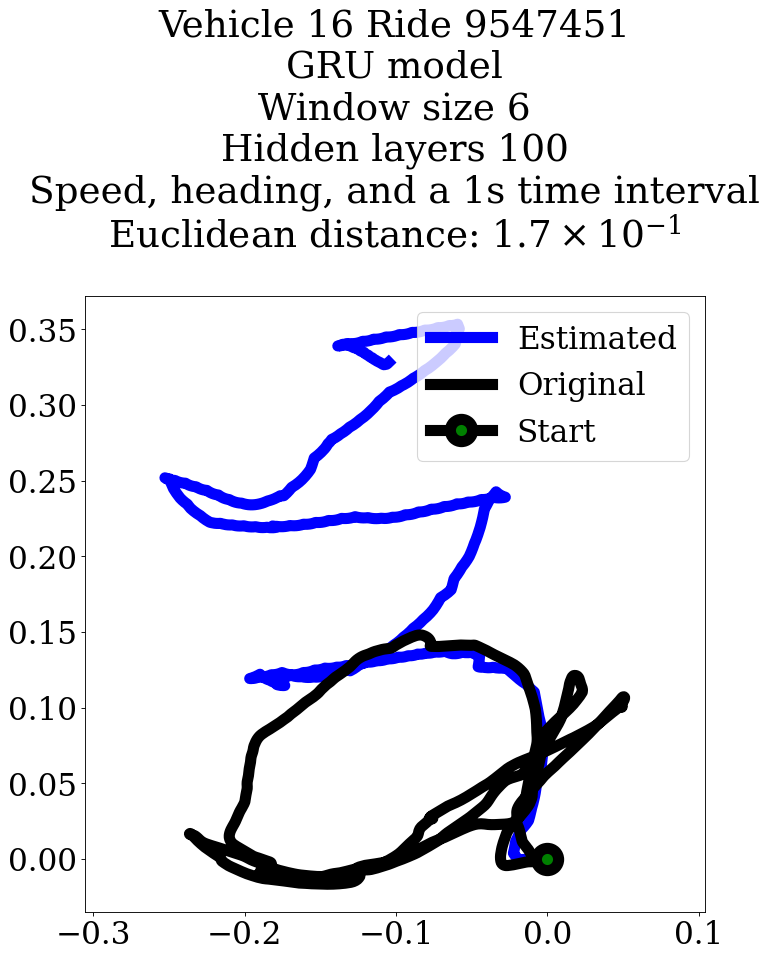 Vehicle 16 Ride 9547451
GRU model
Window size 6
Hidden layers 100
Speed, heading, and a 1s time interval
Euclidean distance: 1.7 × 10⁻¹
Estimated
Original
Start
0.35
0.30
0.25
0.20
0.15
0.10
0.05
0.00
−0.3 −0.2 −0.1 0.0 0.1